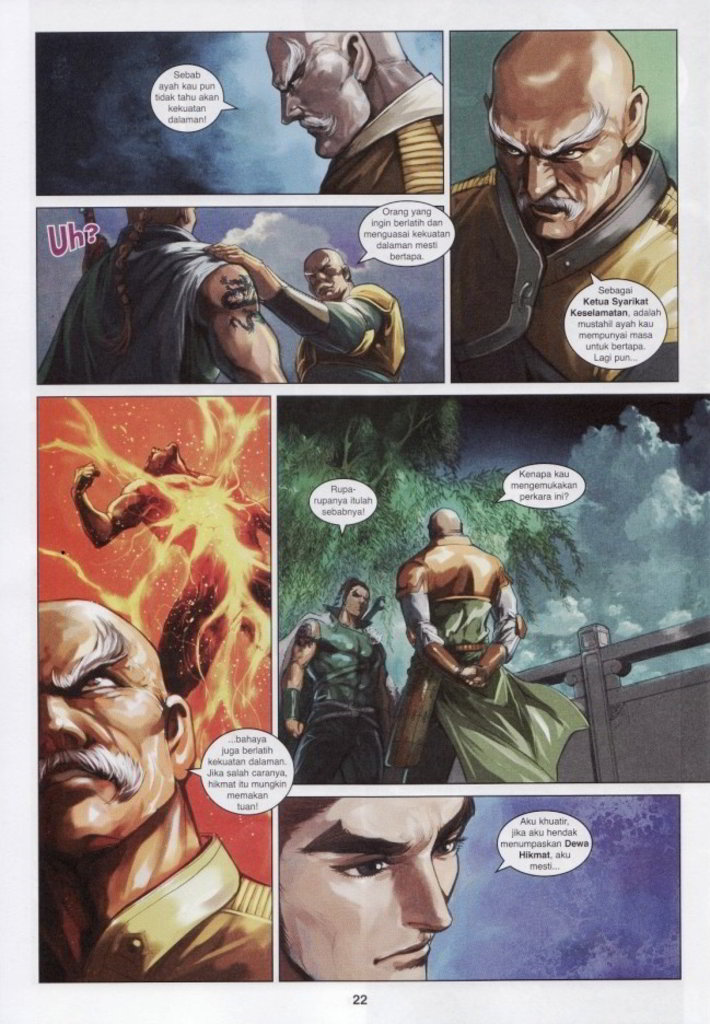 Sebab
ayah kau pun
tidak tahu akan
kekuatan
dalaman!
Uh?
Orang yang
ingin berlatih dan
menguasai kekuatan
dalaman mesti
bertapa.
Sebagai
Ketua Syarikat
Keselamatan, adalah
mustahil ayah kau
mempunyai masa
untuk bertapa.
Lagi pun...
...bahaya
juga berlatih
kekuatan dalaman.
Jika salah caranya,
hikmat itu mungkin
memakan
tuan!
Rupa-
rupanya itulah
sebabnya!
Kenapa kau
mengemukakan
perkara ini?
Aku khuatir,
jika aku hendak
menumpaskan Dewa
Hikmat, aku
mesti...
22